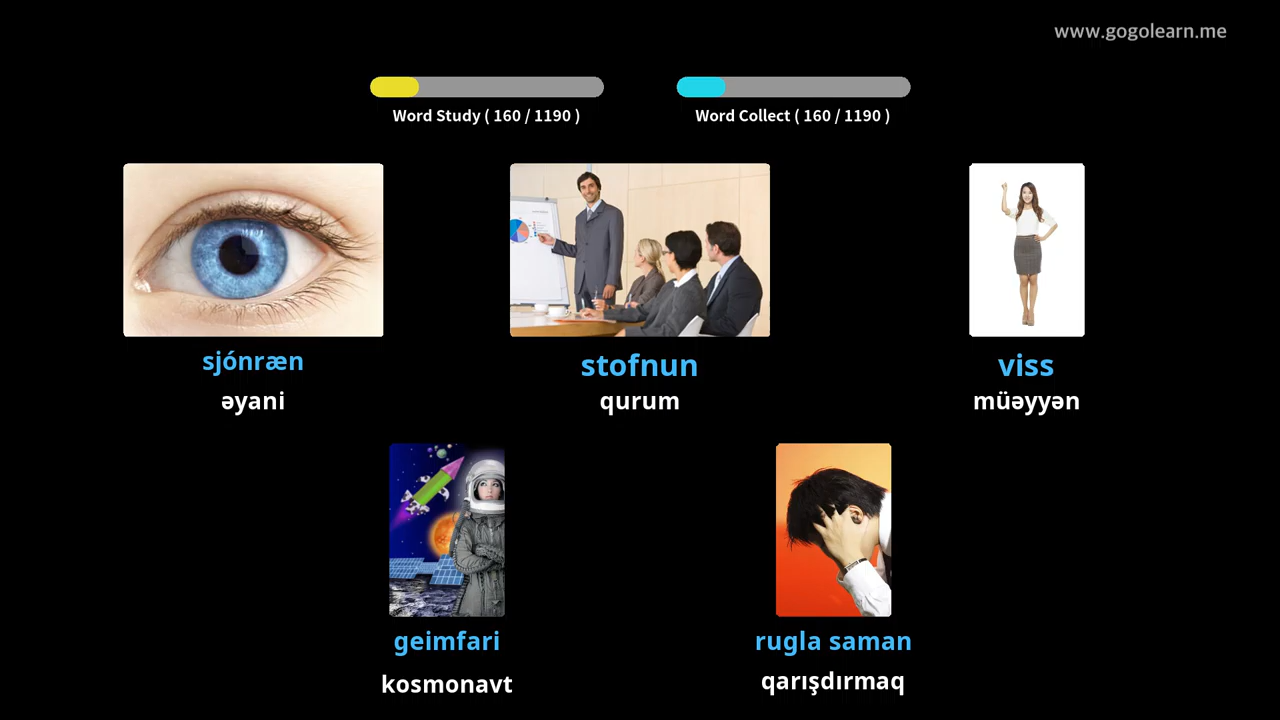 www.gogolearn.me
Word Study ( 160 / 1190 )
Word Collect ( 160 / 1190 )
sjónræn
əyani
stofnun
qurum
viss
müəyyən
geimfari
kosmonavt
rugla saman
qarışdırmaq